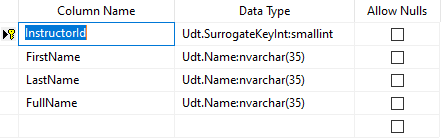 Column Name Data Type Allow Nulls
InstructorId Udt.SurrogateKeyInt:smallint
FirstName Udt.Name:nvarchar(35)
LastName Udt.Name:nvarchar(35)
FullName Udt.Name:nvarchar(35)